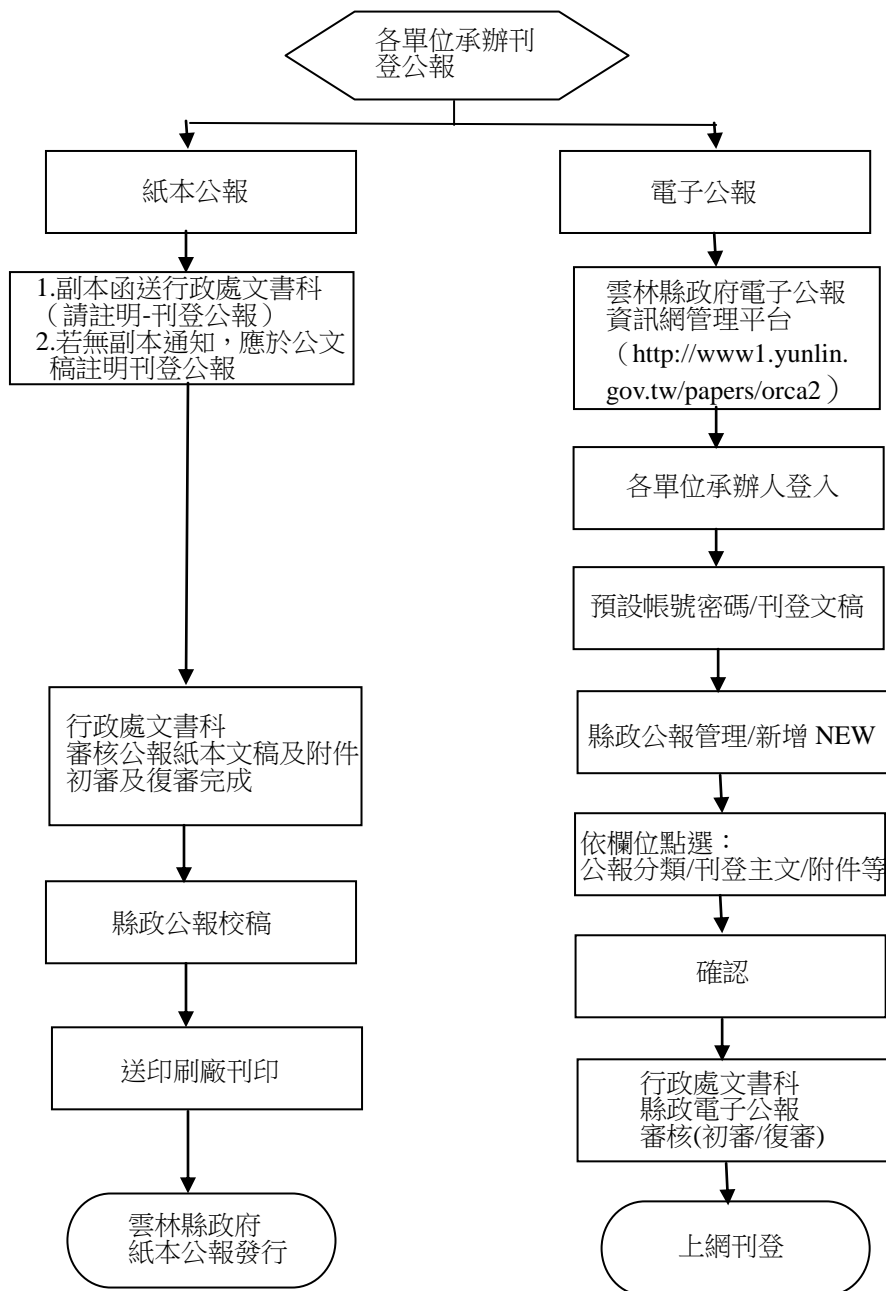 各單位承辦刊
登公報
紙本公報
1.副本函送行政處文書科
（請註明-刊登公報）
2.若無副本通知，應於公文
稿註明刊登公報
行政處文書科
審核公報紙本文稿及附件
初審及復審完成
縣政公報校稿
送印刷廠刊印
雲林縣政府
紙本公報發行
電子公報
雲林縣政府電子公報
資訊網管理平台
（http://www1.yunlin.
gov.tw/papers/orca2）
各單位承辦人登入
預設帳號密碼/刊登文稿
縣政公報管理/新增 NEW
依欄位點選：
公報分類/刊登主文/附件等
確認
行政處文書科
縣政電子公報
審核(初審/復審)
上網刊登